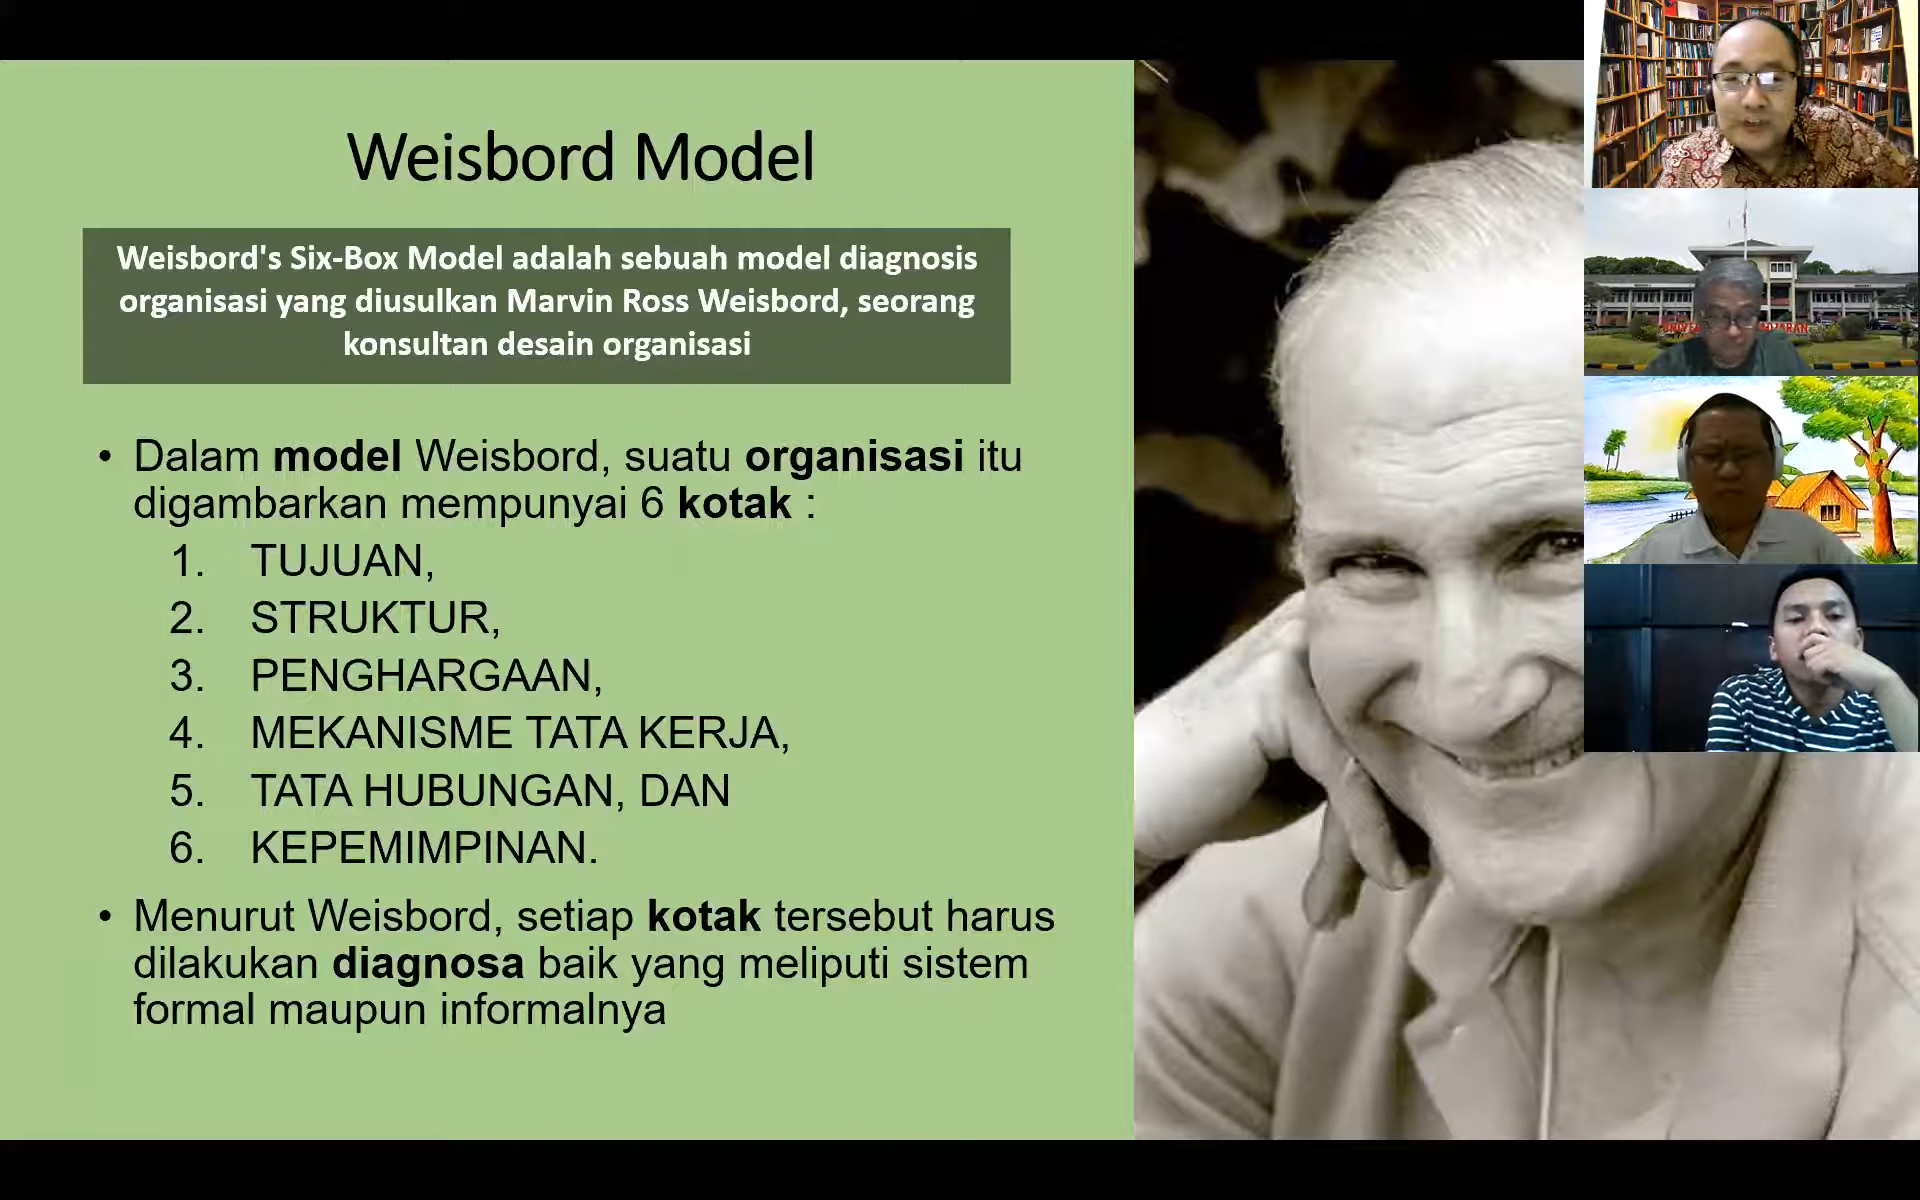 Weisbord Model
Weisbord's Six-Box Model adalah sebuah model diagnosis
organisasi yang diusulkan Marvin Ross Weisbord, seorang
konsultan desain organisasi
• Dalam model Weisbord, suatu organisasi itu
digambarkan mempunyai 6 kotak :
1. TUJUAN,
2. STRUKTUR,
3. PENGHARGAAN,
4. MEKANISME TATA KERJA,
5. TATA HUBUNGAN, DAN
6. KEPEMIMPINAN.
• Menurut Weisbord, setiap kotak tersebut harus
dilakukan diagnosa baik yang meliputi sistem
formal maupun informalnya